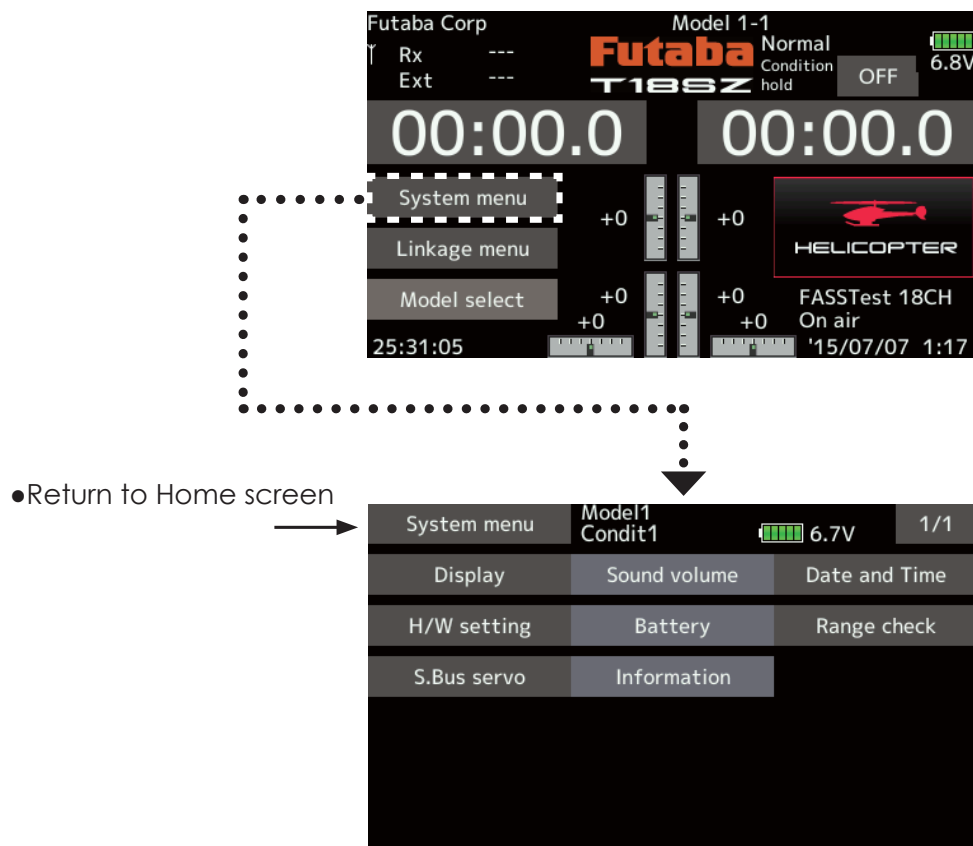 Futaba Corp Model 1-1
Rx --- Futaba Normal
Ext --- T18SZ Condition hold OFF 6.8V
00:00.0 00:00.0
System menu
+0 +0
Linkage menu HELICOPTER
Model select +0 +0 FASSTest 18CH
+0 +0 On air
25:31:05 '15/07/07 1:17
●Return to Home screen
System menu Model1 Condit1 6.7V 1/1
Display Sound volume Date and Time
H/W setting Battery Range check
S.Bus servo Information